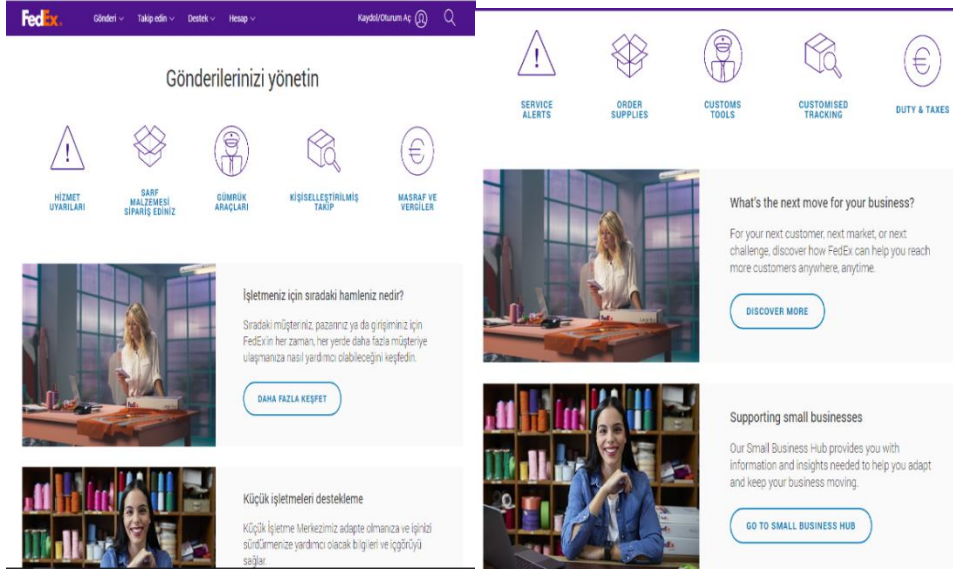 FedEx.
Gönderi
Takip edin
Destek
Hesap
Kaydol/Oturum Aç
Gönderilerinizi yönetin
HİZMET
UYARILARI
SARF
MALZEMESİ
SİPARİŞ EDİNİZ
GÜMRÜK
ARAÇLARI
KİŞİSELLEŞTİRİLMİŞ
TAKİP
MASRAF VE
VERGİLER
İşletmeniz için sıradaki hamleniz nedir?
Sıradaki müşteriniz, pazarınız ya da girişiminiz için
FedEx'in her zaman, her yerde daha fazla müşteriye
ulaşmanıza nasıl yardımcı olabileceğini keşfedin.
DAHA FAZLA KEŞFET
Küçük işletmeleri destekleme
Küçük İşletme Merkezimiz adapte olmanıza ve işinizi
sürdürmenize yardımcı olacak bilgileri ve içgörüyü
sağlar.
SERVICE
ALERTS
ORDER
SUPPLIES
CUSTOMS
TOOLS
CUSTOMISED
TRACKING
DUTY & TAXES
What's the next move for your business?
For your next customer, next market, or next
challenge, discover how FedEx can help you reach
more customers anywhere, anytime.
DISCOVER MORE
Supporting small businesses
Our Small Business Hub provides you with
information and insights needed to help you adapt
and keep your business moving.
GO TO SMALL BUSINESS HUB